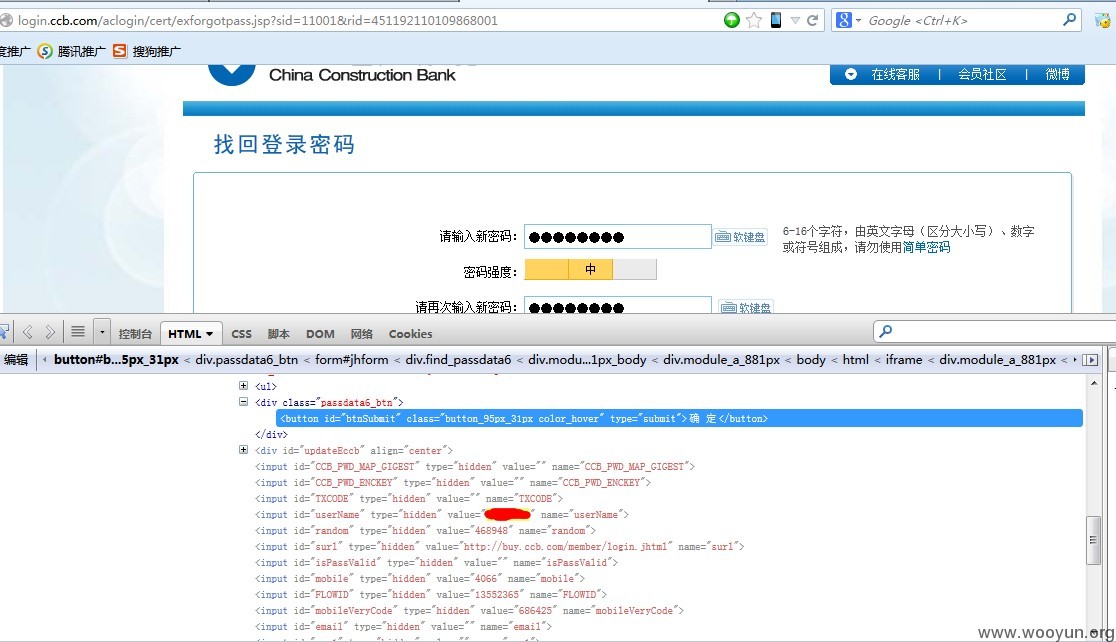 login.ccb.com/aclogin/cert/exforgotpass.jsp?sid=11001&rid=451192110109868001
Google <Ctrl+K>
度推广 腾讯推广 搜狗推广
China Construction Bank
在线客服 | 会员社区 | 微博
找回登录密码
请输入新密码: 软键盘 6-16个字符，由英文字母（区分大小写）、数字
或符号组成，请勿使用简单密码
密码强度: 中
请再次输入新密码: 软键盘
控制台 HTML CSS 脚本 DOM 网络 Cookies
编辑 button#b...5px_31px < div.passdata6_btn < form#jhform < div.find_passdata6 < div.modu...1px_body < div.module_a_881px < body < html < iframe < div.module_a_881px <
<ul>
<div class="passdata6_btn">
<button id="btnSubmit" class="button_95px_31px color_hover" type="submit">确 定</button>
</div>
<div id="updateEccb" align="center">
<input id="CCB_PWD_MAP_GIGEST" type="hidden" value="" name="CCB_PWD_MAP_GIGEST">
<input id="CCB_PWD_ENCKEY" type="hidden" value="" name="CCB_PWD_ENCKEY">
<input id="TXCODE" type="hidden" value="" name="TXCODE">
<input id="userName" type="hidden" value=" " name="userName">
<input id="random" type="hidden" value="468948" name="random">
<input id="surl" type="hidden" value="http://buy.ccb.com/member/login.jhtml" name="surl">
<input id="isPassValid" type="hidden" value="" name="isPassValid">
<input id="mobile" type="hidden" value="4066" name="mobile">
<input id="FLOWID" type="hidden" value="13552365" name="FLOWID">
<input id="mobileVeryCode" type="hidden" value="686425" name="mobileVeryCode">
<input id="email" type="hidden" value="" name="email">
www.wooyun.org